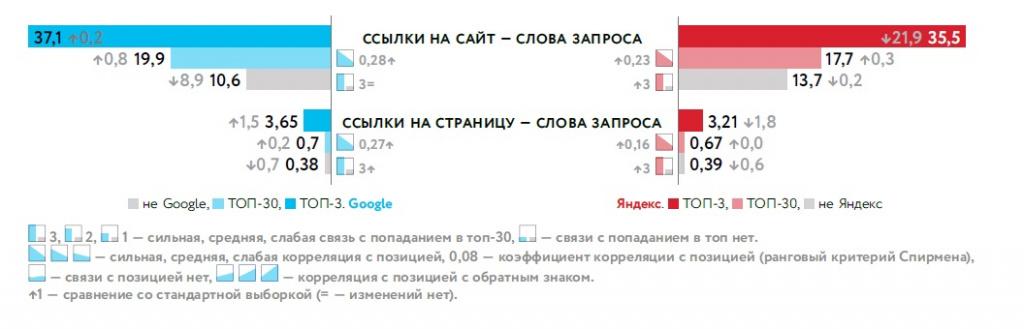 37,1 ↑0,2 ССЫЛКИ НА САЙТ – СЛОВА ЗАПРОСА ↓21,9 35,5
↑0,8 19,9 0,28↑ ↑0,23 17,7 ↑0,3
↓8,9 10,6 3= ↑3 13,7 ↓0,2
↑1,5 3,65 ССЫЛКИ НА СТРАНИЦУ – СЛОВА ЗАПРОСА 3,21 ↓1,8
↑0,2 0,7 0,27↑ ↑0,16 0,67 ↑0,0
↓0,7 0,38 3↑ ↑3 0,39 ↓0,6
не Google, ТОП-30, ТОП-3. Google Яндекс. ТОП-3, ТОП-30, не Яндекс
3, 2, 1 — сильная, средняя, слабая связь с попаданием в топ-30, — связи с попаданием в топ нет.
— сильная, средняя, слабая корреляция с позицией, 0,08 — коэффициент корреляции с позицией (ранговый критерий Спирмена),
— связи с позицией нет, — корреляция с позицией с обратным знаком.
↑1 — сравнение со стандартной выборкой (= — изменений нет).